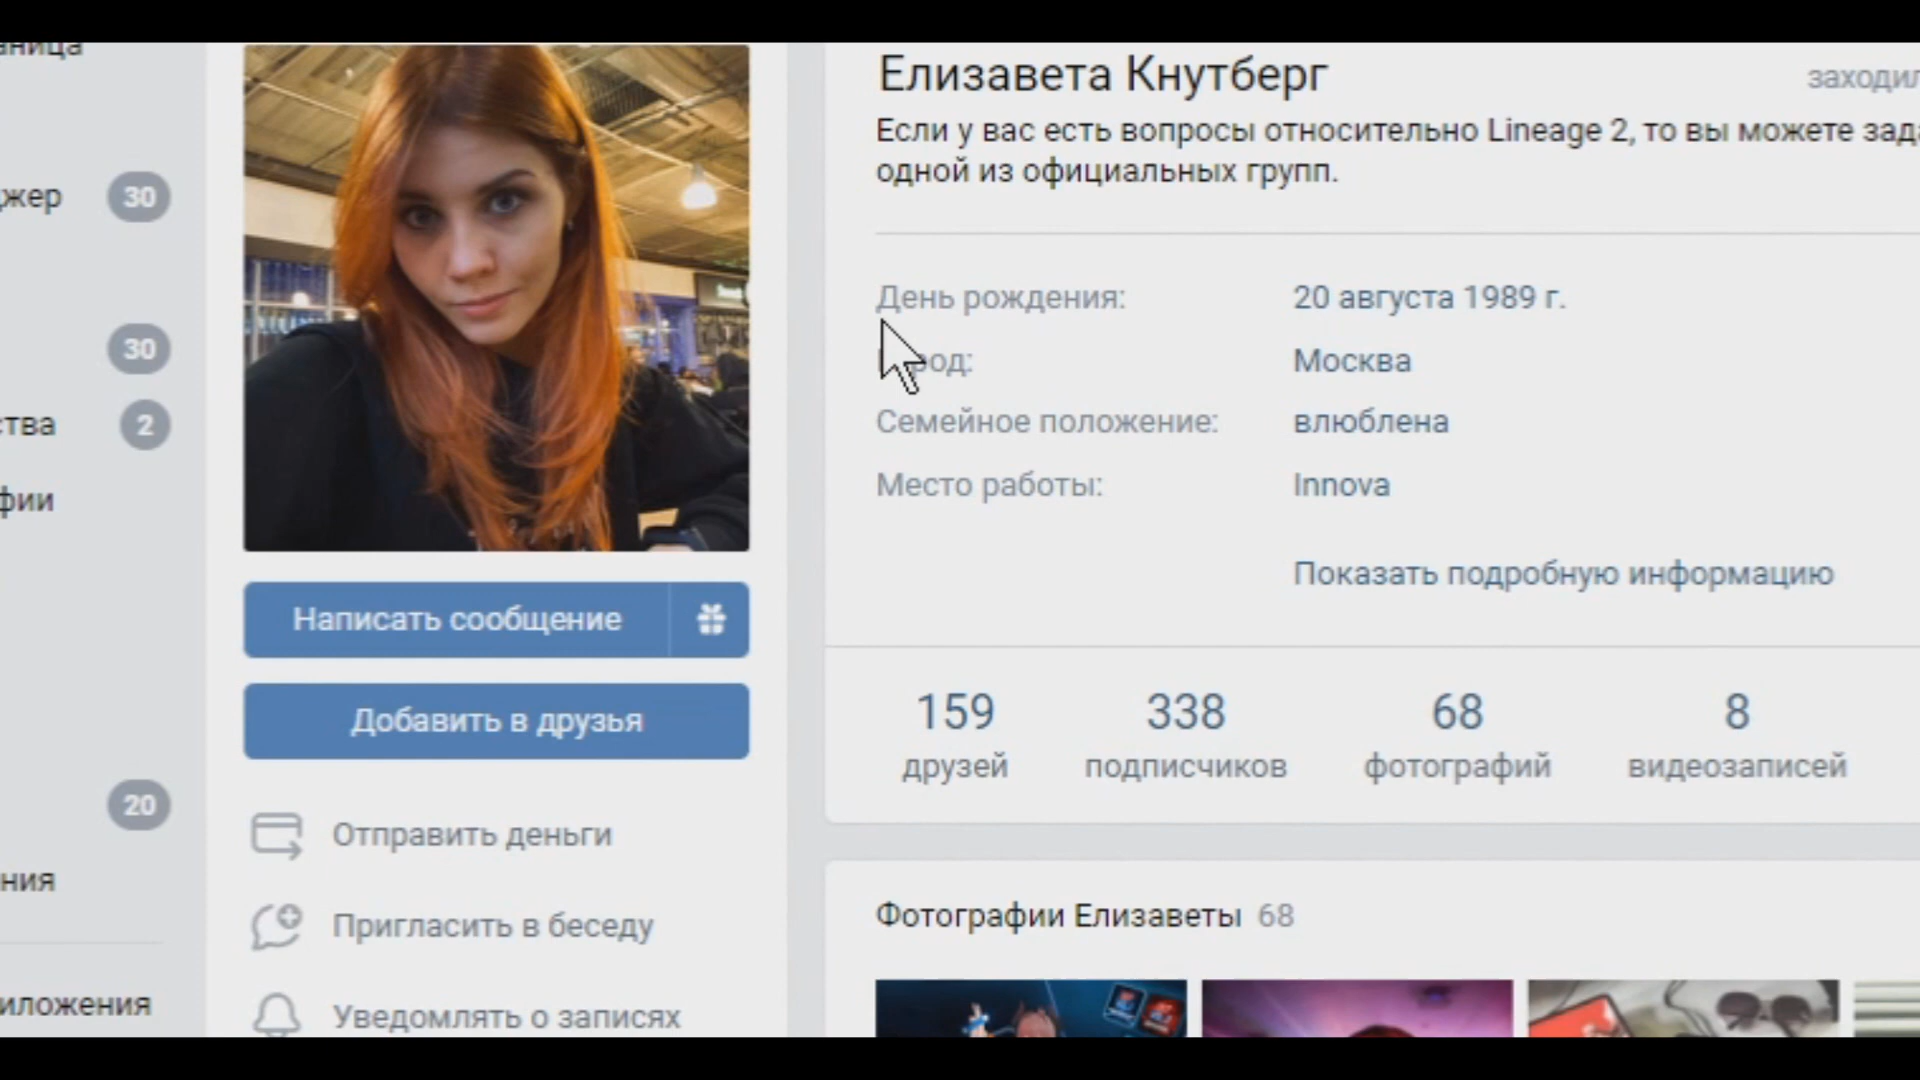 Елизавета Кнутберг
Если у вас есть вопросы относительно Lineage 2, то вы можете
одной из официальных групп.
День рождения: 20 августа 1989 г.
Москва
Семейное положение: влюблена
Место работы: Innova
Показать подробную информацию
159 338 68 8
друзей подписчиков фотографий видеозаписей
Фотографии Елизаветы 68
Написать сообщение
Добавить в друзья
Отправить деньги
Пригласить в беседу
Уведомлять о записях
30
30
2
20